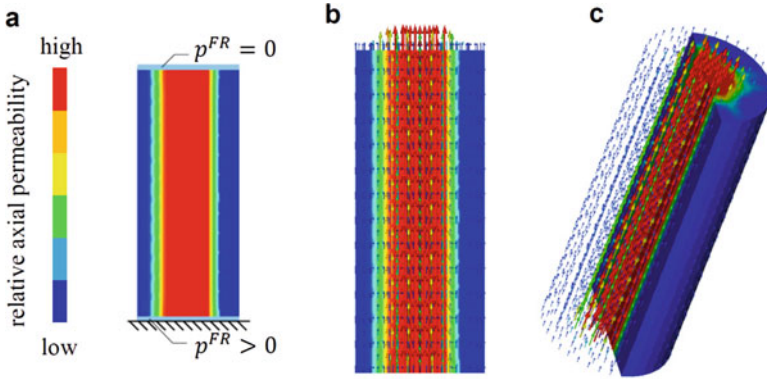 a
high
relative axial permeability
low
p^{FR} = 0
p^{FR} > 0
b
c